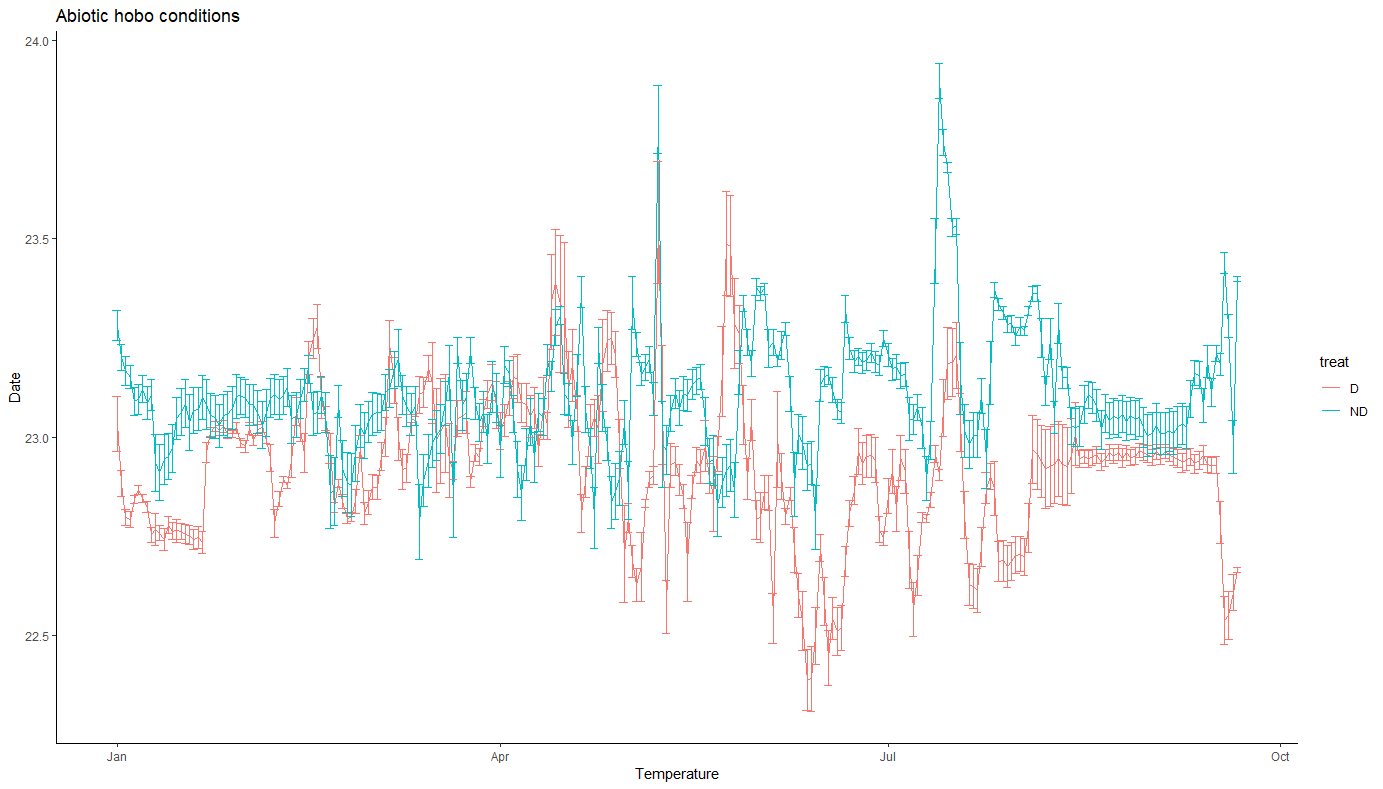 Abiotic hobo conditions
24.0
23.5
23.0
22.5
Date
Jan
Apr
Jul
Oct
Temperature
treat
D
ND